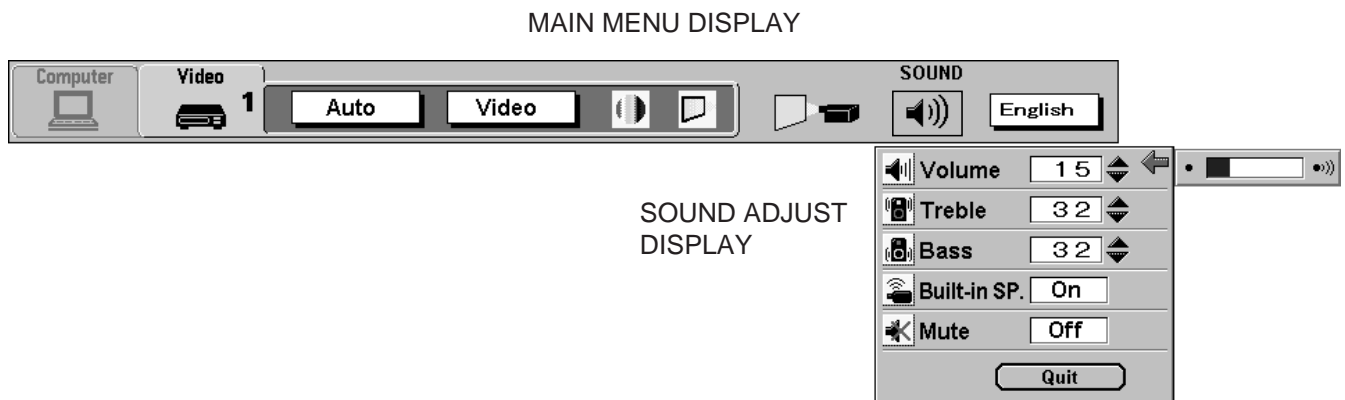 MAIN MENU DISPLAY
Computer Video SOUND
1 Auto Video English
Volume 15
SOUND ADJUST Treble 32
DISPLAY Bass 32
Built-in SP. On
Mute Off
Quit